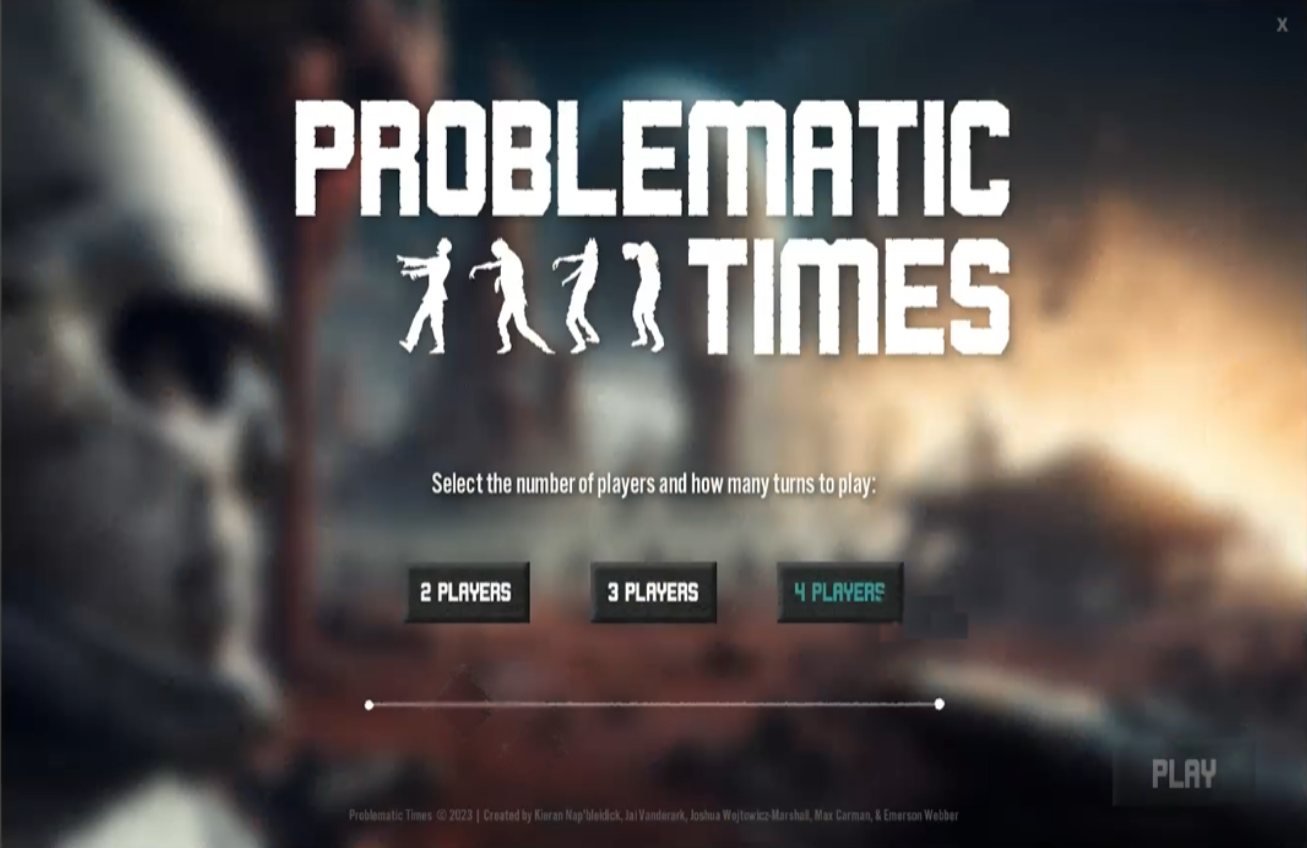 X
PROBLEMATIC
TIMES
Select the number of players and how many turns to play:
2 PLAYERS 3 PLAYERS 4 PLAYERS
PLAY
Problematic Times © 2023 | Created by Kieran Nap'bleidick, Jai Vanderark, Joshua Wojtowicz-Marshall, Max Carman, & Emerson Webber